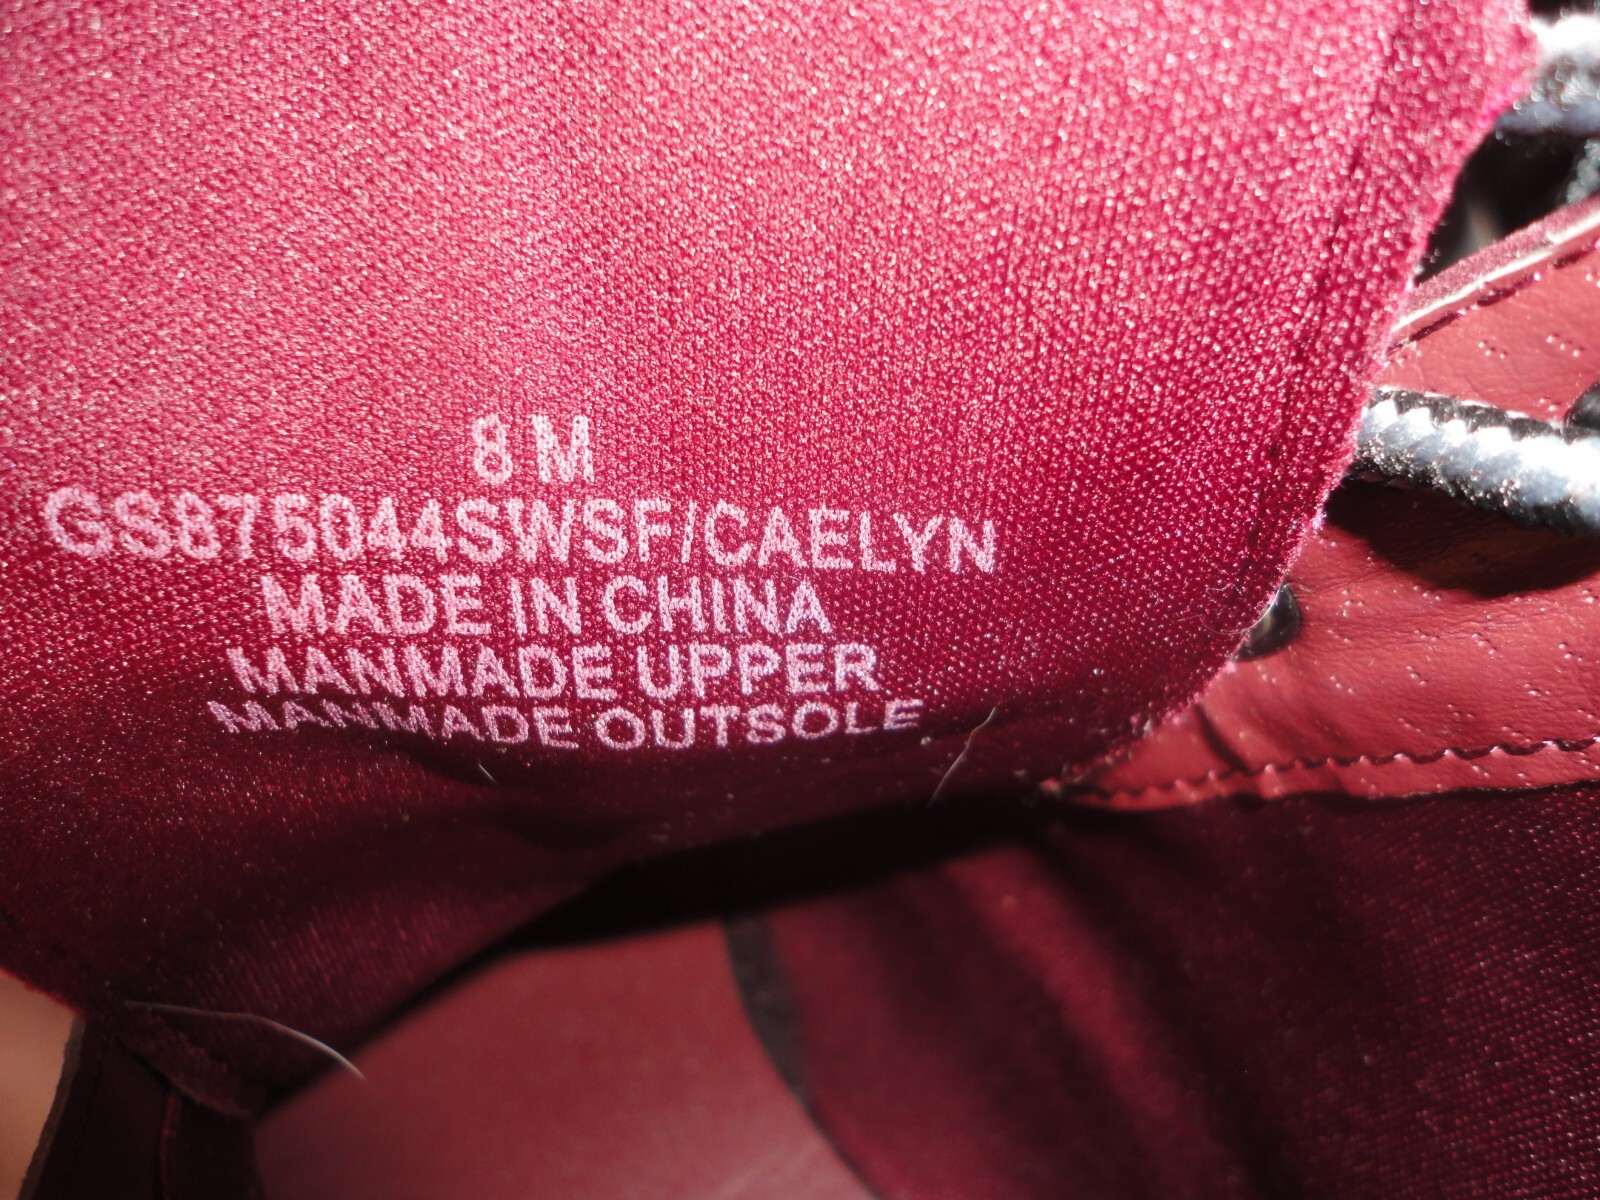 8 M
GS875044SWSF/CAELYN
MADE IN CHINA
MANMADE UPPER
MANMADE OUTSOLE